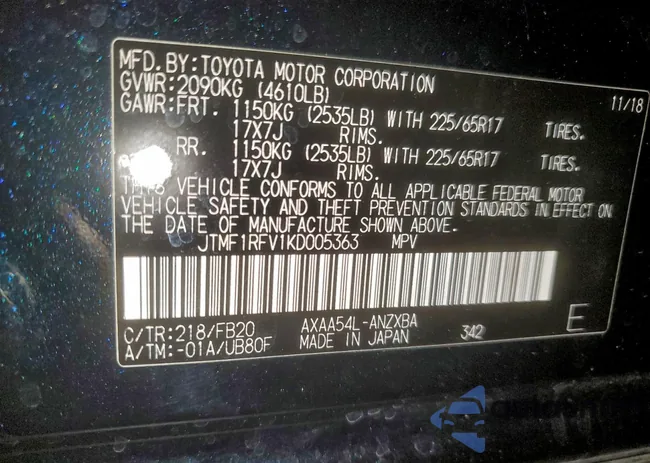 MFD. BY: TOYOTA MOTOR CORPORATION 11/18
GVWR: 2090KG (4610LB)
GAWR: FRT. 1150KG (2535LB) WITH 225/65R17 TIRES.
17X7J RIMS.
RR. 1150KG (2535LB) WITH 225/65R17 TIRES.
17X7J RIMS.
THIS VEHICLE CONFORMS TO ALL APPLICABLE FEDERAL MOTOR
VEHICLE SAFETY AND THEFT PREVENTION STANDARDS IN EFFECT ON
THE DATE OF MANUFACTURE SHOWN ABOVE.
JTMF1RFV1KD005363 MPV
C/TR: 218/FB20 AXAA54L-ANZXBA 342 E
A/TM: -01A/UB80F MADE IN JAPAN